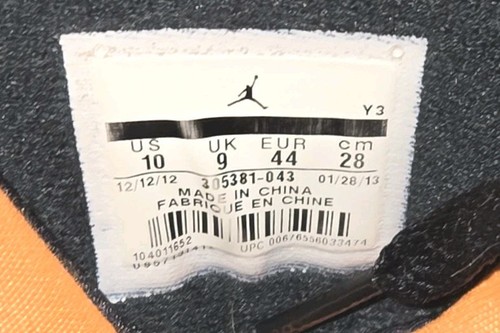 Y3
US UK EUR cm
10 9 44 28
12/12/12 305381-043 01/28/13
MADE IN CHINA
FABRIQUE EN CHINE
104011652
UPC 00676556033474